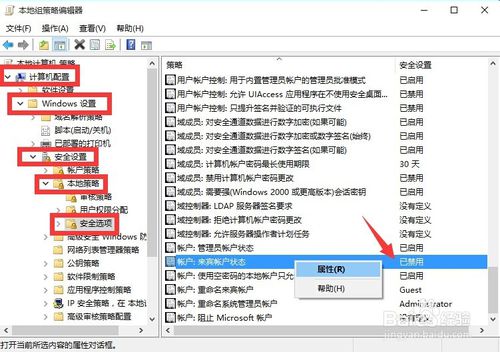 本地组策略编辑器
文件(F) 操作(A) 查看(V) 帮助(H)
本地计算机 策略
计算机配置
软件设置
Windows 设置
域名解析策略
脚本(启动/关机)
已部署的打印机
安全设置
帐户策略
本地策略
审核策略
用户权限分配
安全选项
高级安全 Windows 防
网络列表管理器策略
公钥策略
软件限制策略
应用程序控制策略
IP 安全策略，在 本地
高级审核策略配置
策略 安全设置
用户帐户控制: 用于内置管理员帐户的管理员批准模式 已启用
用户帐户控制: 允许 UIAccess 应用程序在不使用安全桌面... 已禁用
用户帐户控制: 只提升签名并验证的可执行文件 已禁用
域成员: 对安全通道数据进行数字加密(如果可能) 已启用
域成员: 对安全通道数据进行数字加密或数字签名(始终) 已启用
域成员: 对安全通道数据进行数字签名(如果可能) 已启用
域成员: 计算机帐户密码最长使用期限 30 天
域成员: 禁用计算机帐户密码更改 已禁用
域成员: 需要强(Windows 2000 或更高版本)会话密钥 已启用
域控制器: LDAP 服务器签名要求 没有定义
域控制器: 拒绝计算机帐户密码更改 没有定义
域控制器: 允许服务器操作者计划任务 没有定义
帐户: 管理员帐户状态 已启用
帐户: 来宾帐户状态 已禁用
帐户: 使用空密码的本地帐户只允 已启用
帐户: 重命名来宾帐户 Guest
帐户: 重命名系统管理员帐户 Administrator
帐户: 阻止 Microsoft 帐户 没有定义
属性(R)
帮助(H)
打开当前所选内容的属性对话框。
Baidu 经验
jingyan.baidu.com